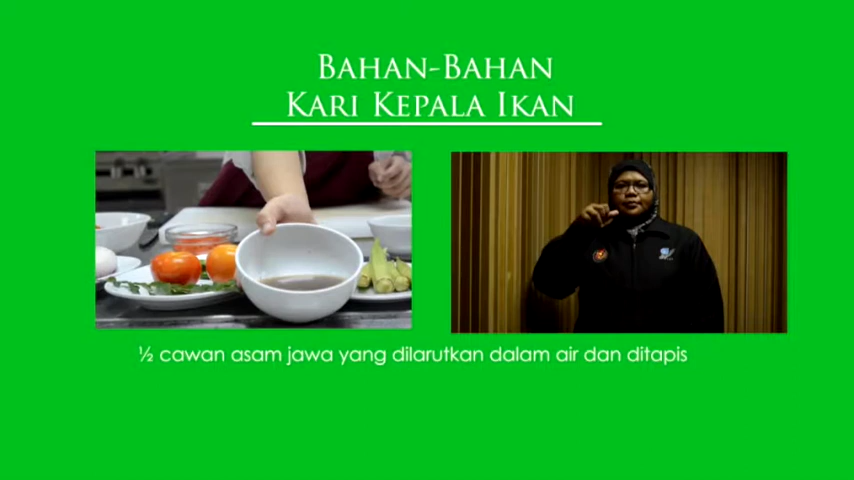 BAHAN-BAHAN
KARI KEPALA IKAN
½ cawan asam jawa yang dilarutkan dalam air dan ditapis